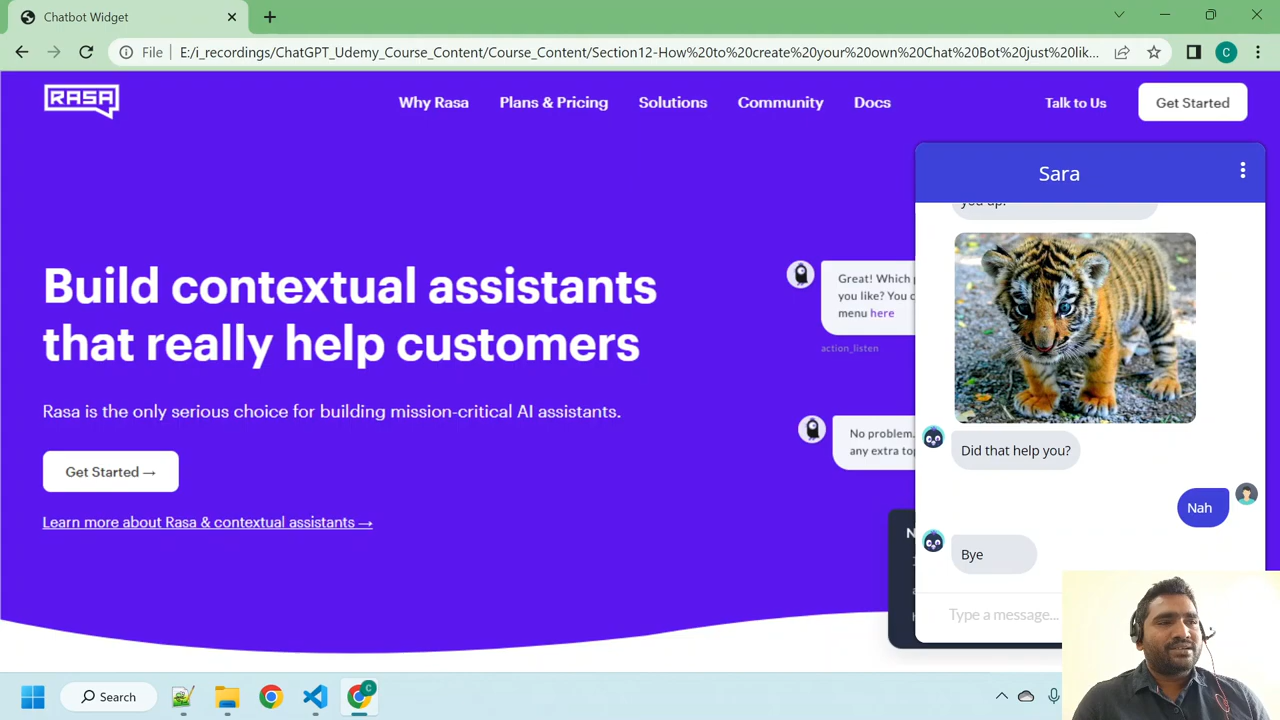 Chatbot Widget
File
E:/i_recordings/ChatGPT_Udemy_Course_Content/Course_Content/Section12-How%20to%20create%20your%20own%20Chat%20Bot%20just%20lik...
C
RASA
Why Rasa
Plans & Pricing
Solutions
Community
Docs
Talk to Us
Get Started
Build contextual assistants
that really help customers
Rasa is the only serious choice for building mission-critical AI assistants.
Get Started →
Learn more about Rasa & contextual assistants →
Great! Which
you like? You
menu here
action_listen
No problem.
any extra
Sara
you up:
Did that help you?
Nah
Bye
Type a message...
Search
C